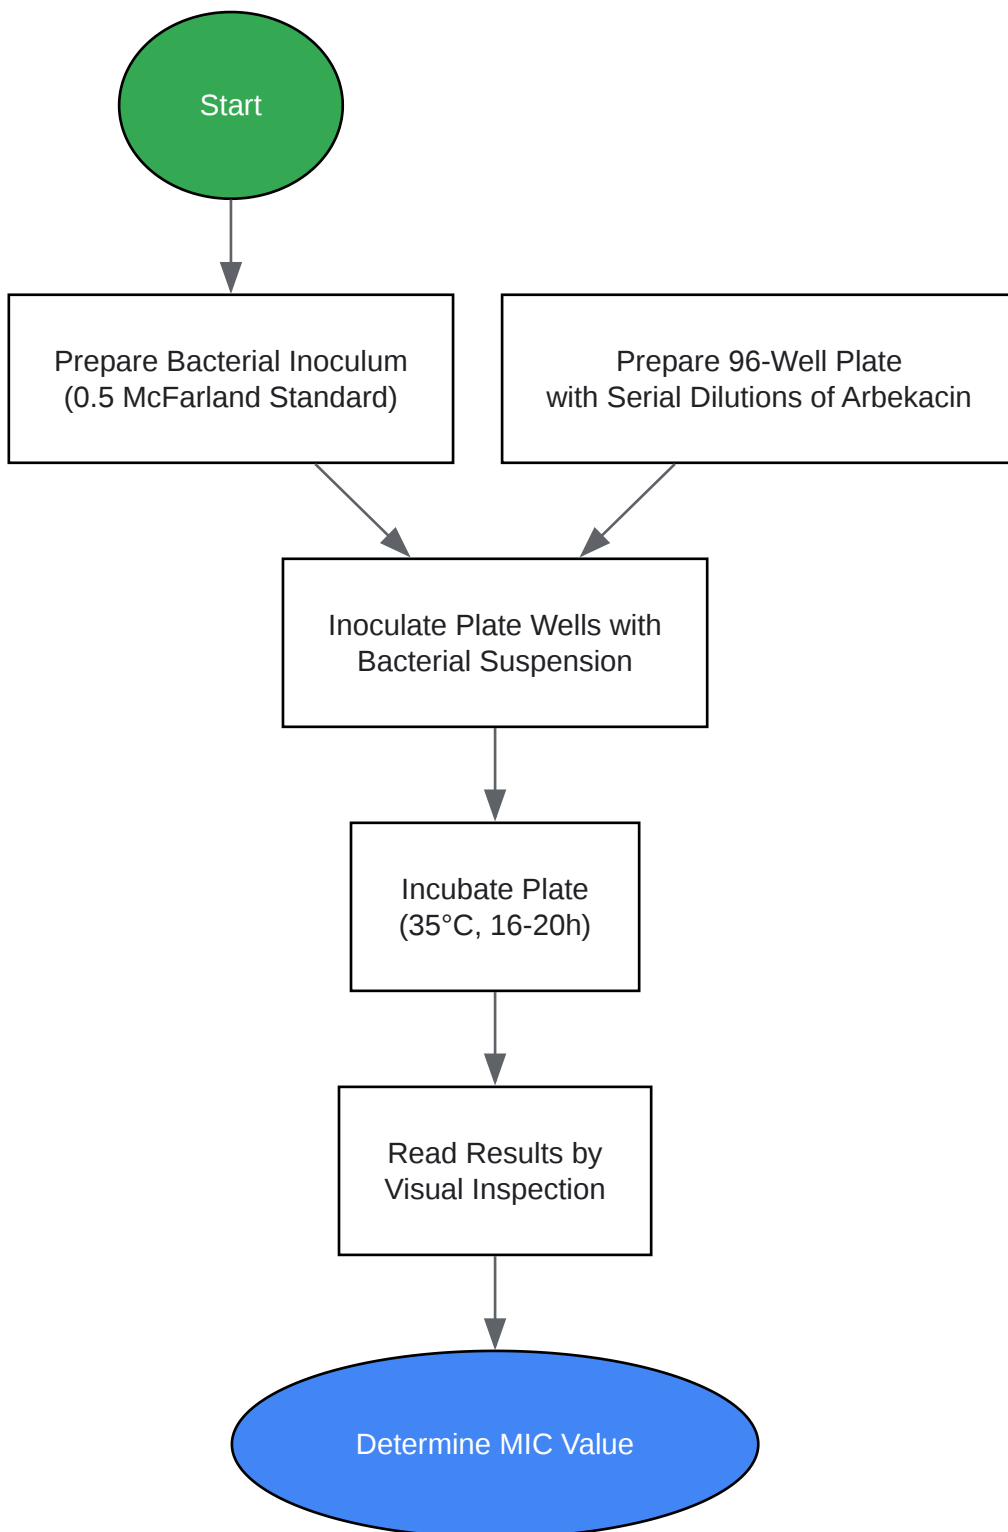 Start
Prepare Bacterial Inoculum
(0.5 McFarland Standard)
Prepare 96-Well Plate
with Serial Dilutions of Arbekacin
Inoculate Plate Wells with
Bacterial Suspension
Incubate Plate
(35°C, 16-20h)
Read Results by
Visual Inspection
Determine MIC Value